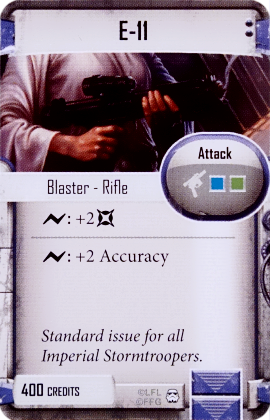 E-11
Attack
Blaster - Rifle
: +2
: +2 Accuracy
Standard issue for all
Imperial Stormtroopers.
400 CREDITS
©LFL
©FFG